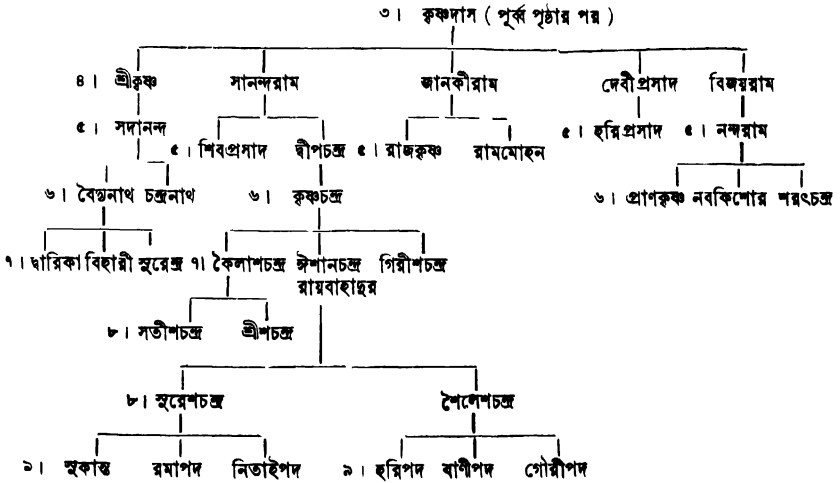 ৩। কৃষ্ণদাস ( পূর্ব্ব পৃষ্ঠার পর )
৪। শ্রীকৃষ্ণ সানন্দরাম জানকীরাম দেবীপ্রসাদ বিজয়রাম
৫। সদানন্দ ৫। শিবপ্রসাদ দ্বীপচন্দ্র ৫। রাজকৃষ্ণ রামমোহন ৫। হরিপ্রসাদ ৫। নন্দরাম
৬। বৈদ্যনাথ চন্দ্রনাথ ৬। কৃষ্ণচন্দ্র ৬। প্রাণকৃষ্ণ নবকিশোর শরৎচন্দ্র
৭। দ্বারিকা বিহারী সুরেন্দ্র ৭। কৈলাশচন্দ্র ঈশানচন্দ্র গিরীশচন্দ্র
রায়বাহাদুর
৮। সতীশচন্দ্র শ্রীশচন্দ্র
৮। সুরেশচন্দ্র শৈলেশচন্দ্র
৯। সুকান্ত রমাপদ নিতাইপদ ৯। হরিপদ বাণীপদ গৌরীপদ